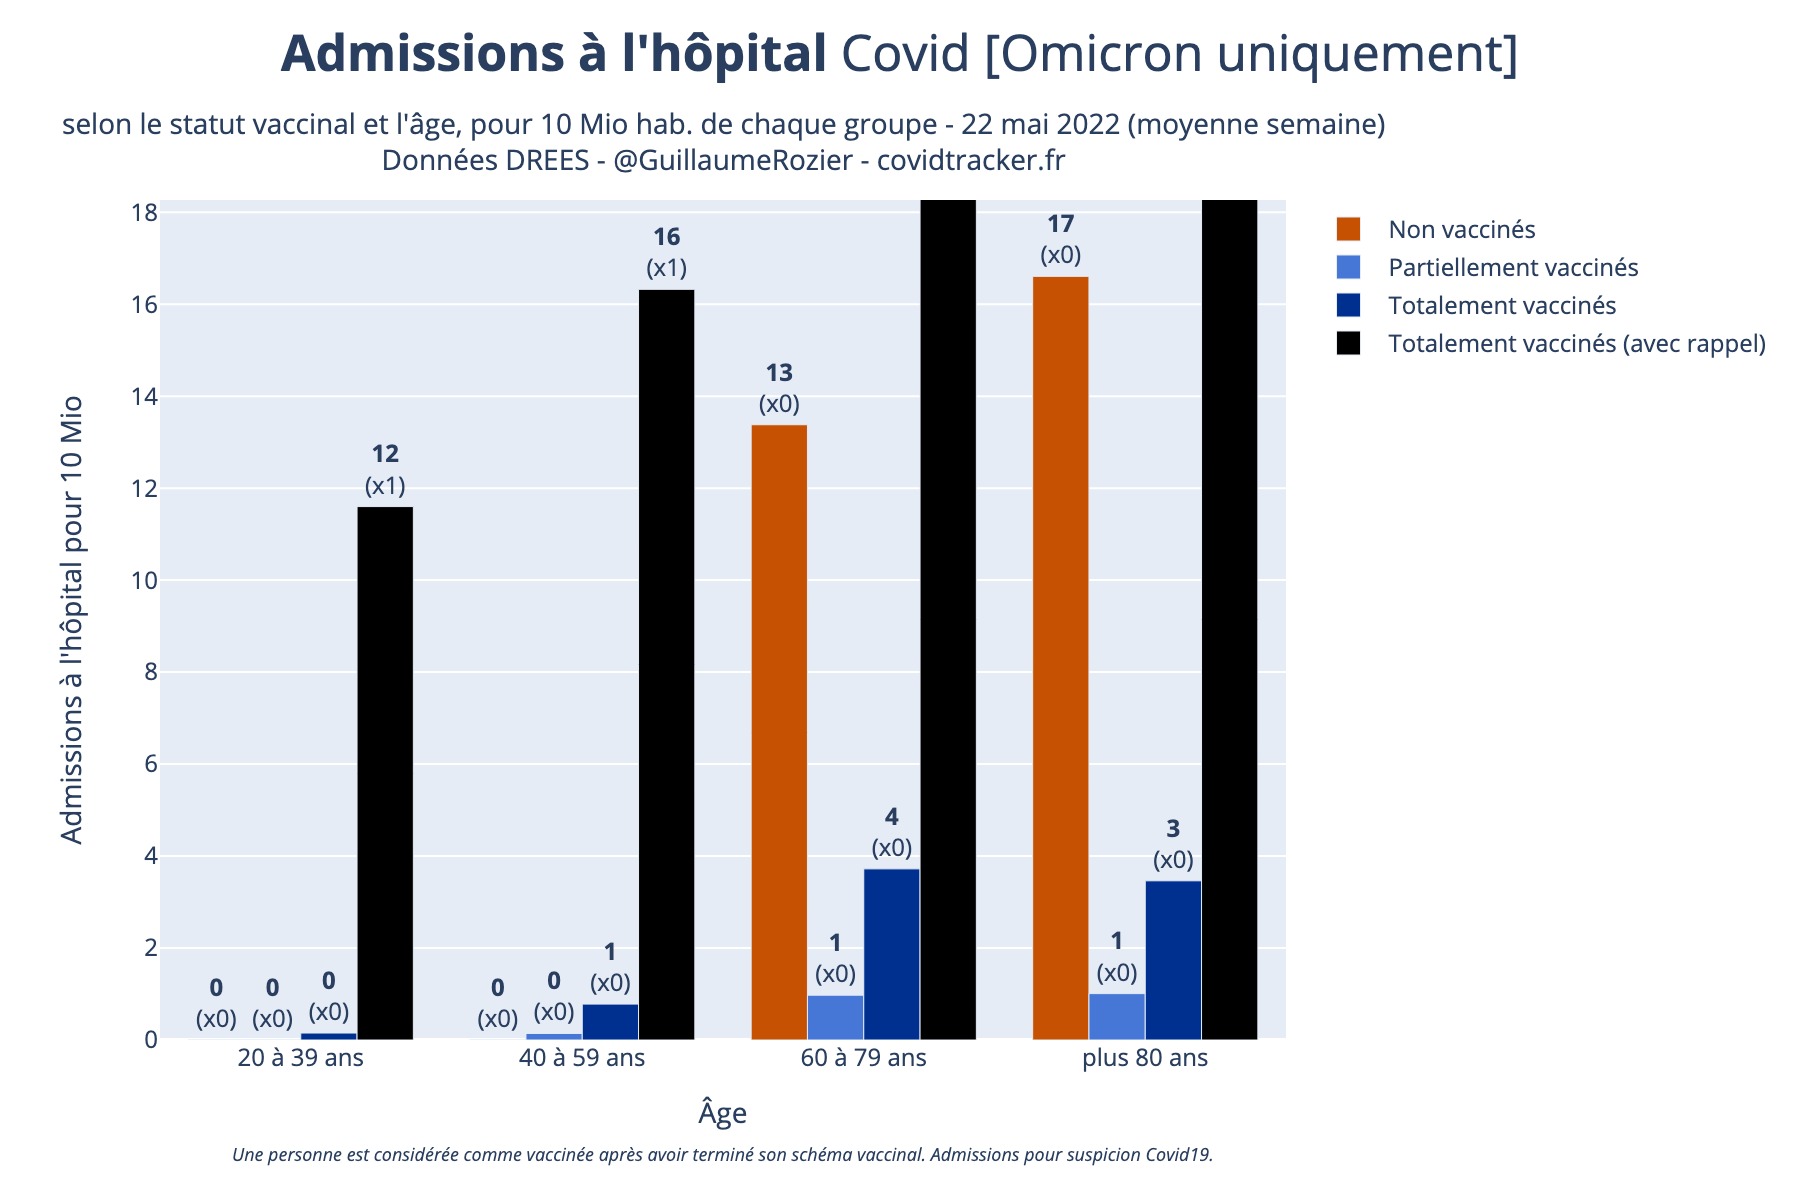 Admissions à l'hôpital Covid [Omicron uniquement]
selon le statut vaccinal et l'âge, pour 10 Mio hab. de chaque groupe - 22 mai 2022 (moyenne semaine)
Données DREES - @GuillaumeRozier - covidtracker.fr
Non vaccinés
Partiellement vaccinés
Totalement vaccinés
Totalement vaccinés (avec rappel)
Admissions à l'hôpital pour 10 Mio
18
16
14
12
10
8
6
4
2
0
0
(x0)
0
(x0)
0
(x0)
12
(x1)
0
(x0)
0
(x0)
1
(x0)
16
(x1)
13
(x0)
1
(x0)
4
(x0)
17
(x0)
1
(x0)
3
(x0)
20 à 39 ans
40 à 59 ans
60 à 79 ans
plus 80 ans
Âge
Une personne est considérée comme vaccinée après avoir terminé son schéma vaccinal. Admissions pour suspicion Covid19.